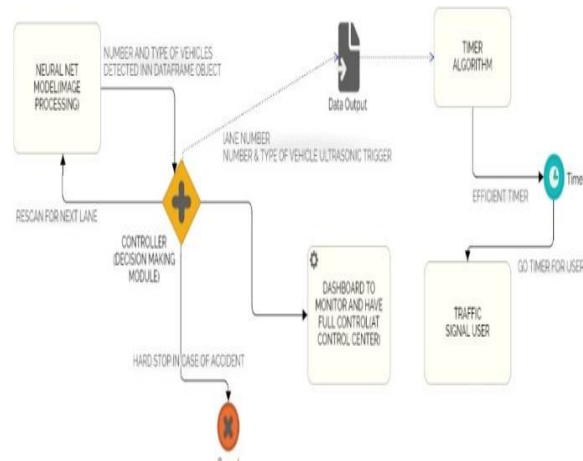 NEURAL NET
MODEL(IMAGE
PROCESSING)
NUMBER AND TYPE OF VEHICLES
DETECTED INN DATAFRAME OBJECT
Data Output
TIMER
ALGORITHM
LANE NUMBER
NUMBER & TYPE OF VEHICLE ULTRASONIC TRIGGER
RESCAN FOR NEXT LANE
CONTROLLER
(DECISION MAKING
MODULE)
EFFICIENT TIMER
Timer
GO TIMER FOR USER
DASHBOARD TO
MONITOR AND HAVE
FULL CONTROL(AT
CONTROL CENTER)
TRAFFIC
SIGNAL USER
HARD STOP IN CASE OF ACCIDENT